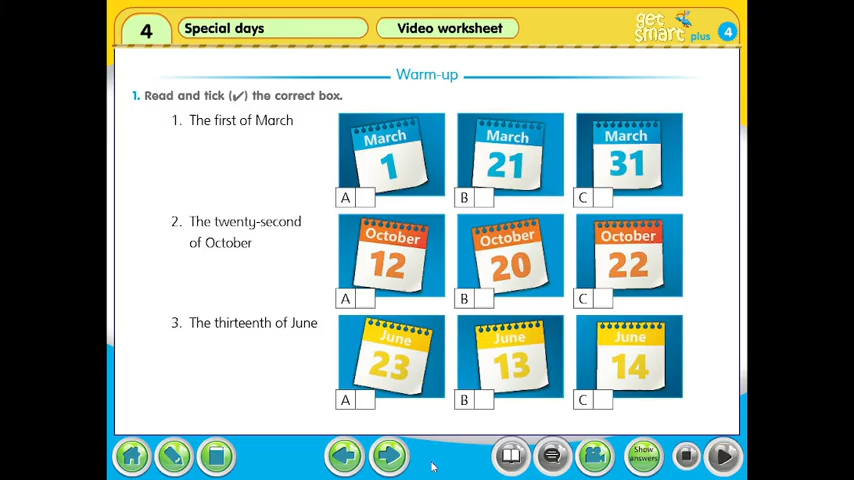 4
Special days
Video worksheet
get
smart plus 4
Warm-up
1. Read and tick (✔) the correct box.
1. The first of March
March
1
March
21
March
31
A
B
C
2. The twenty-second
of October
October
12
October
20
October
22
A
B
C
3. The thirteenth of June
June
23
June
13
June
14
A
B
C
Show
answers